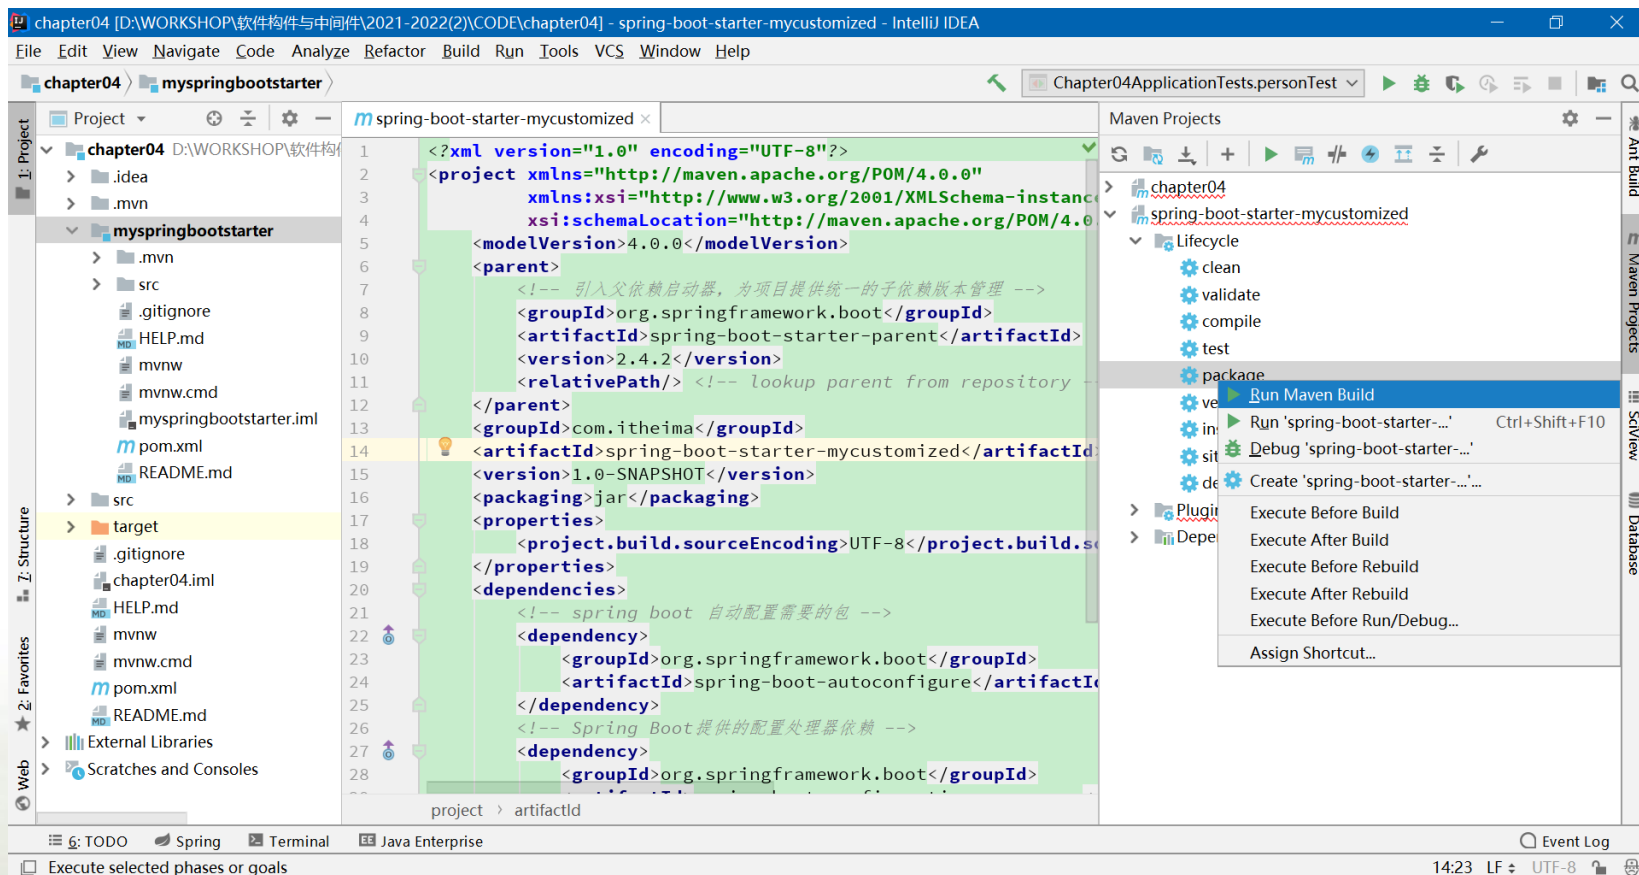 chapter04 [D:\WORKSHOP\软件构件与中间件\2021-2022(2)\CODE\chapter04] - spring-boot-starter-mycustomized - IntelliJ IDEA
File Edit View Navigate Code Analyze Refactor Build Run Tools VCS Window Help
chapter04 myspringbootstarter
Chapter04ApplicationTests.personTest
1: Project
7: Structure
2: Favorites
Web
Project
chapter04 D:\WORKSHOP\软件构
.idea
.mvn
myspringbootstarter
.mvn
src
.gitignore
HELP.md
mvnw
mvnw.cmd
myspringbootstarter.iml
pom.xml
README.md
src
target
.gitignore
chapter04.iml
HELP.md
mvnw
mvnw.cmd
pom.xml
README.md
External Libraries
Scratches and Consoles
spring-boot-starter-mycustomized
1 <?xml version="1.0" encoding="UTF-8"?>
2 <project xmlns="http://maven.apache.org/POM/4.0.0"
3 xmlns:xsi="http://www.w3.org/2001/XMLSchema-instanc
4 xsi:schemaLocation="http://maven.apache.org/POM/4.0
5 <modelVersion>4.0.0</modelVersion>
6 <parent>
7 <!-- 引入父依赖启动器，为项目提供统一的子依赖版本管理 -->
8 <groupId>org.springframework.boot</groupId>
9 <artifactId>spring-boot-starter-parent</artifactId>
10 <version>2.4.2</version>
11 <relativePath/> <!-- lookup parent from repository -
12 </parent>
13 <groupId>com.itheima</groupId>
14 <artifactId>spring-boot-starter-mycustomized</artifactId>
15 <version>1.0-SNAPSHOT</version>
16 <packaging>jar</packaging>
17 <properties>
18 <project.build.sourceEncoding>UTF-8</project.build.so
19 </properties>
20 <dependencies>
21 <!-- spring boot 自动配置需要的包 -->
22 <dependency>
23 <groupId>org.springframework.boot</groupId>
24 <artifactId>spring-boot-autoconfigure</artifactId
25 </dependency>
26 <!-- Spring Boot提供的配置处理器依赖 -->
27 <dependency>
28 <groupId>org.springframework.boot</groupId>
project › artifactId
Maven Projects
chapter04
spring-boot-starter-mycustomized
Lifecycle
clean
validate
compile
test
package
ve
in
sit
de
Plugin
Depe
Run Maven Build
Run 'spring-boot-starter-...' Ctrl+Shift+F10
Debug 'spring-boot-starter-...'
Create 'spring-boot-starter-...'...
Execute Before Build
Execute After Build
Execute Before Rebuild
Execute After Rebuild
Execute Before Run/Debug...
Assign Shortcut...
Ant Build
Maven Projects
SciView
Database
6: TODO Spring Terminal Java Enterprise Event Log
Execute selected phases or goals 14:23 LF UTF-8